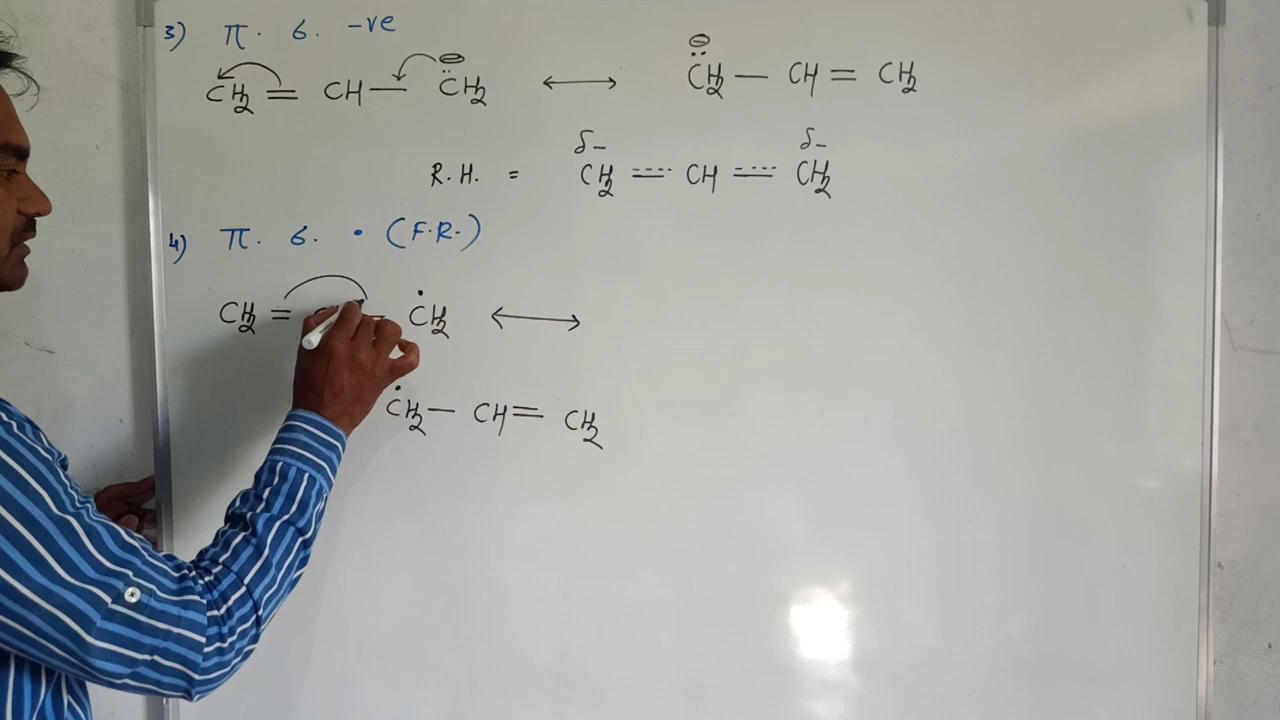 3) π. б. -ve
CH₂ = CH — C̈H₂ ⊖ ⟷ ⊖ C̈H₂ — CH = CH₂
R.H. = δ- CH₂ ┈ CH ┈ CH₂ δ-
4) π. б. • (F.R.)
CH₂ = — ĊH₂ ⟷
ĊH₂ — CH = CH₂